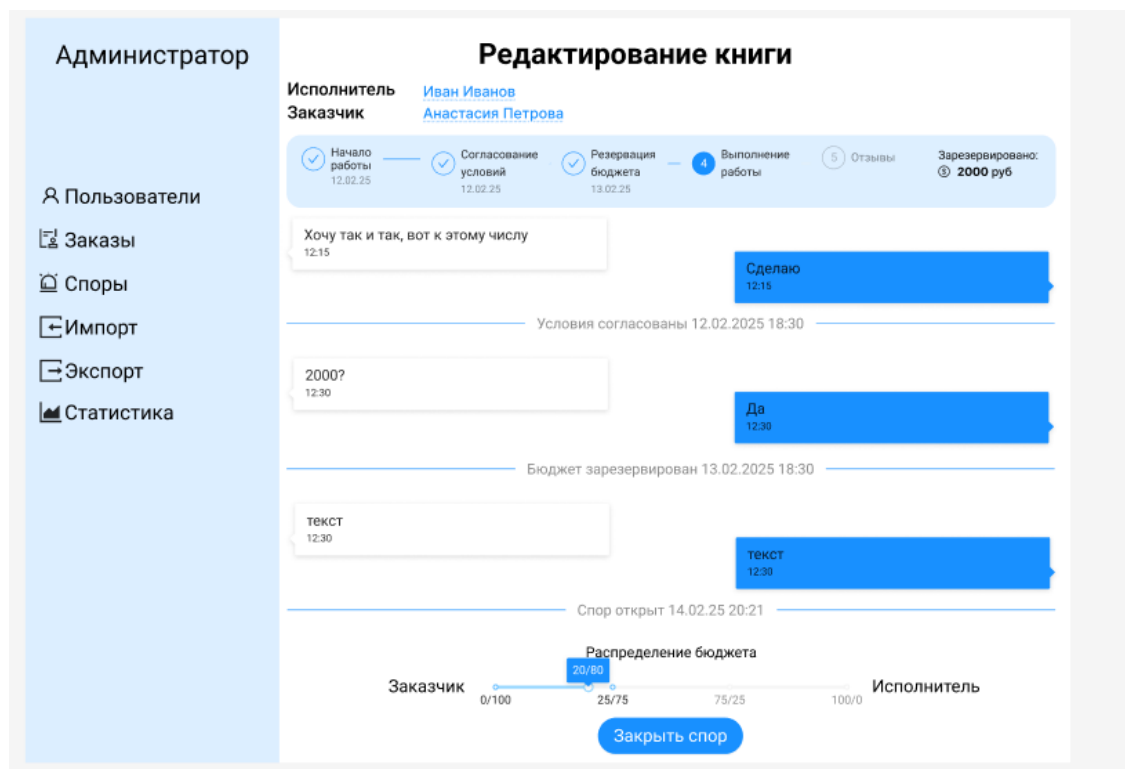 Администратор
Пользователи
Заказы
Споры
Импорт
Экспорт
Статистика
Редактирование книги
Исполнитель Иван Иванов
Заказчик Анастасия Петрова
Начало
работы
12.02.25
Согласование
условий
12.02.25
Резервация
бюджета
13.02.25
4 Выполнение
работы
5 Отзывы
Зарезервировано:
2000 руб
Хочу так и так, вот к этому числу
12:15
Сделаю
12:15
Условия согласованы 12.02.2025 18:30
2000?
12:30
Да
12:30
Бюджет зарезервирован 13.02.2025 18:30
текст
12:30
текст
12:30
Спор открыт 14.02.25 20:21
Распределение бюджета
20/80
Заказчик Исполнитель
0/100 25/75 75/25 100/0
Закрыть спор